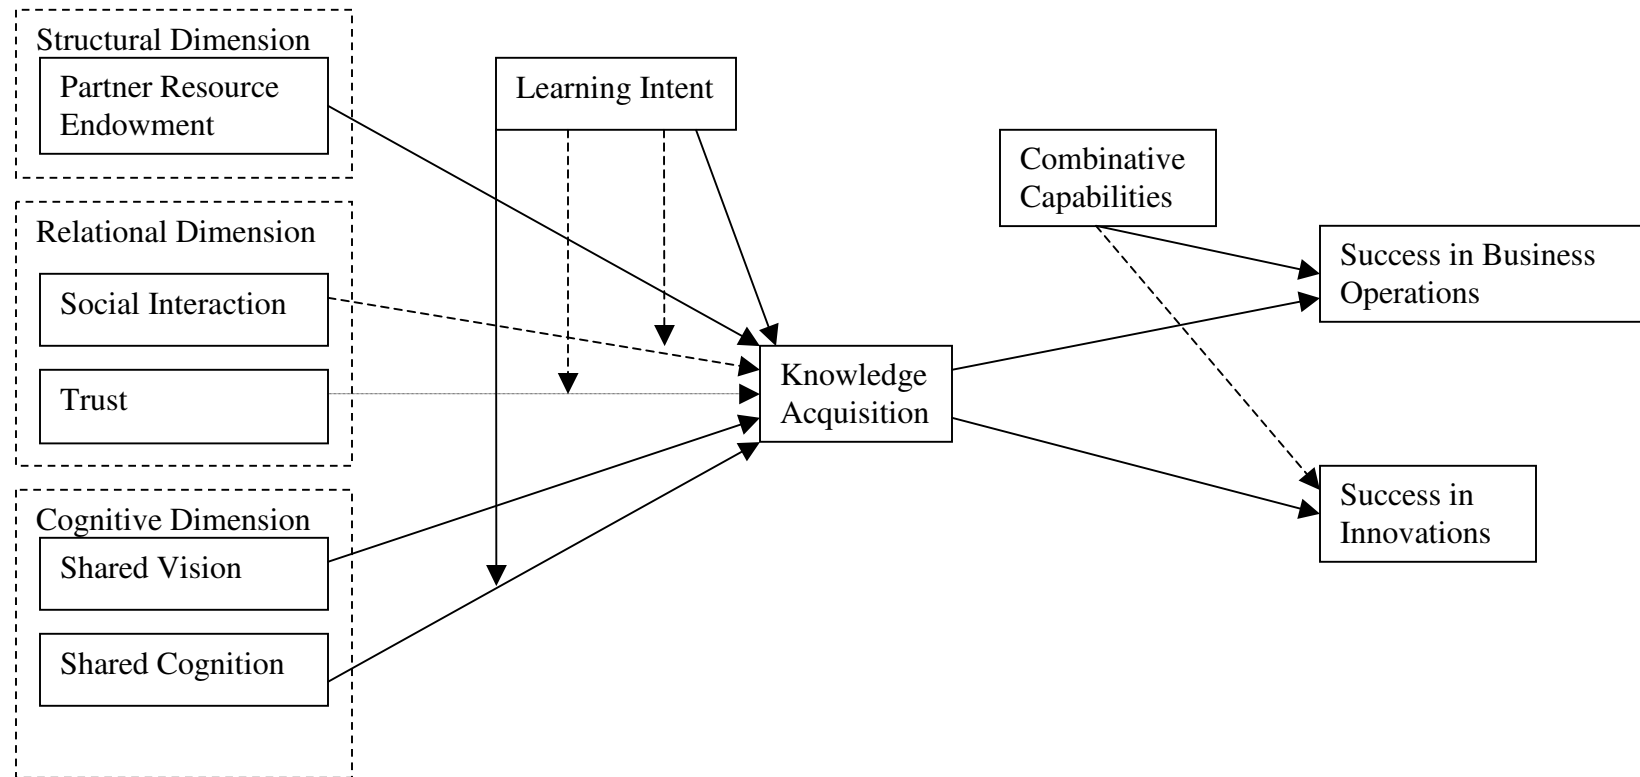 Structural Dimension
Partner Resource
Endowment
Relational Dimension
Social Interaction
Trust
Cognitive Dimension
Shared Vision
Shared Cognition
Learning Intent
Knowledge
Acquisition
Combinative
Capabilities
Success in Business
Operations
Success in
Innovations